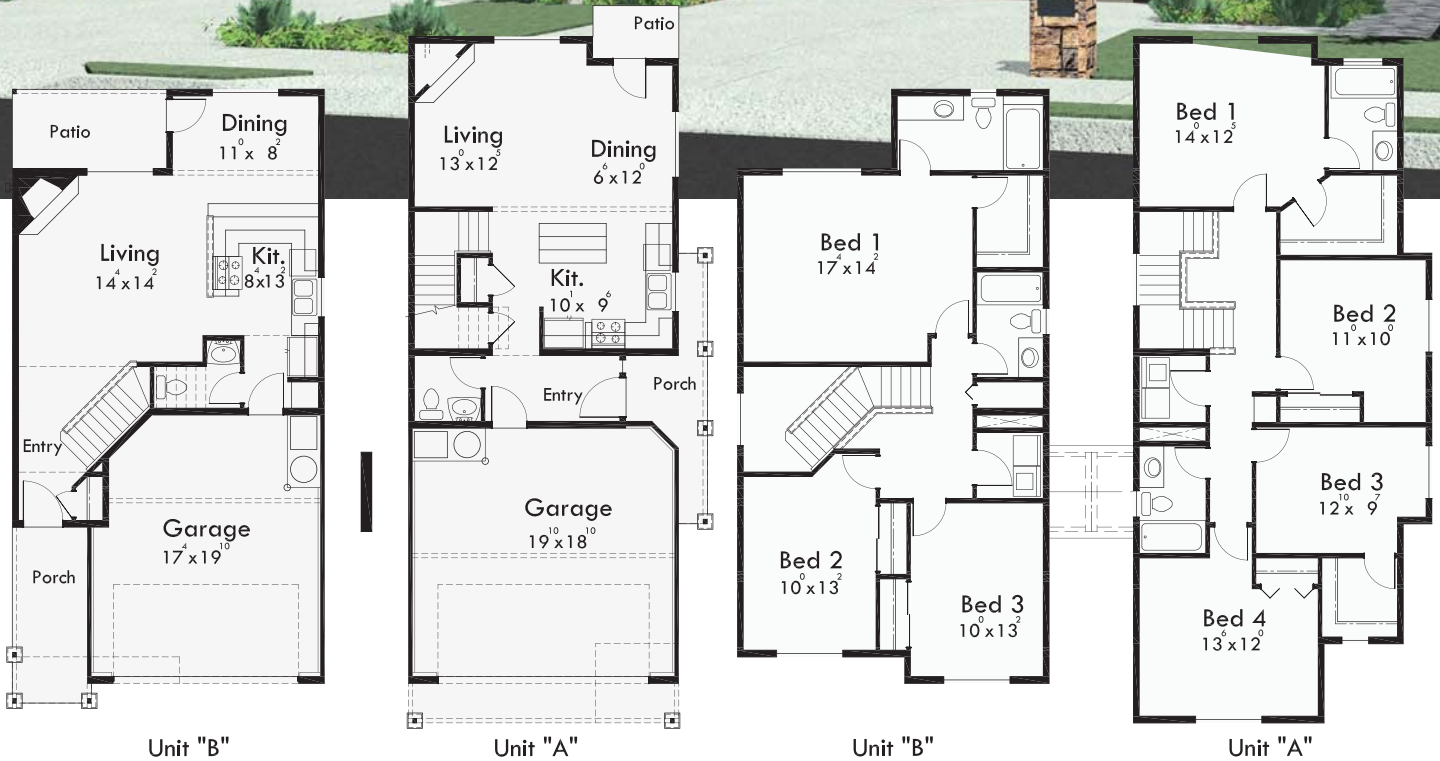 Patio
Dining
11⁰ x 8²
Living
14⁴ x 14²
Kit.
8⁴ x 13²
Entry
Garage
17⁴ x 19¹⁰
Porch
Unit "B"
Patio
Living
13⁰ x 12⁵
Dining
6⁶ x 12⁰
Kit.
10¹ x 9⁶
Porch
Entry
Garage
19¹⁰ x 18¹⁰
Unit "A"
Bed 1
17⁴ x 14²
Bed 2
10⁰ x 13²
Bed 3
10⁰ x 13²
Unit "B"
Bed 1
14⁰ x 12⁵
Bed 2
11⁰ x 10⁰
Bed 3
12¹⁰ x 9⁷
Bed 4
13⁶ x 12⁰
Unit "A"